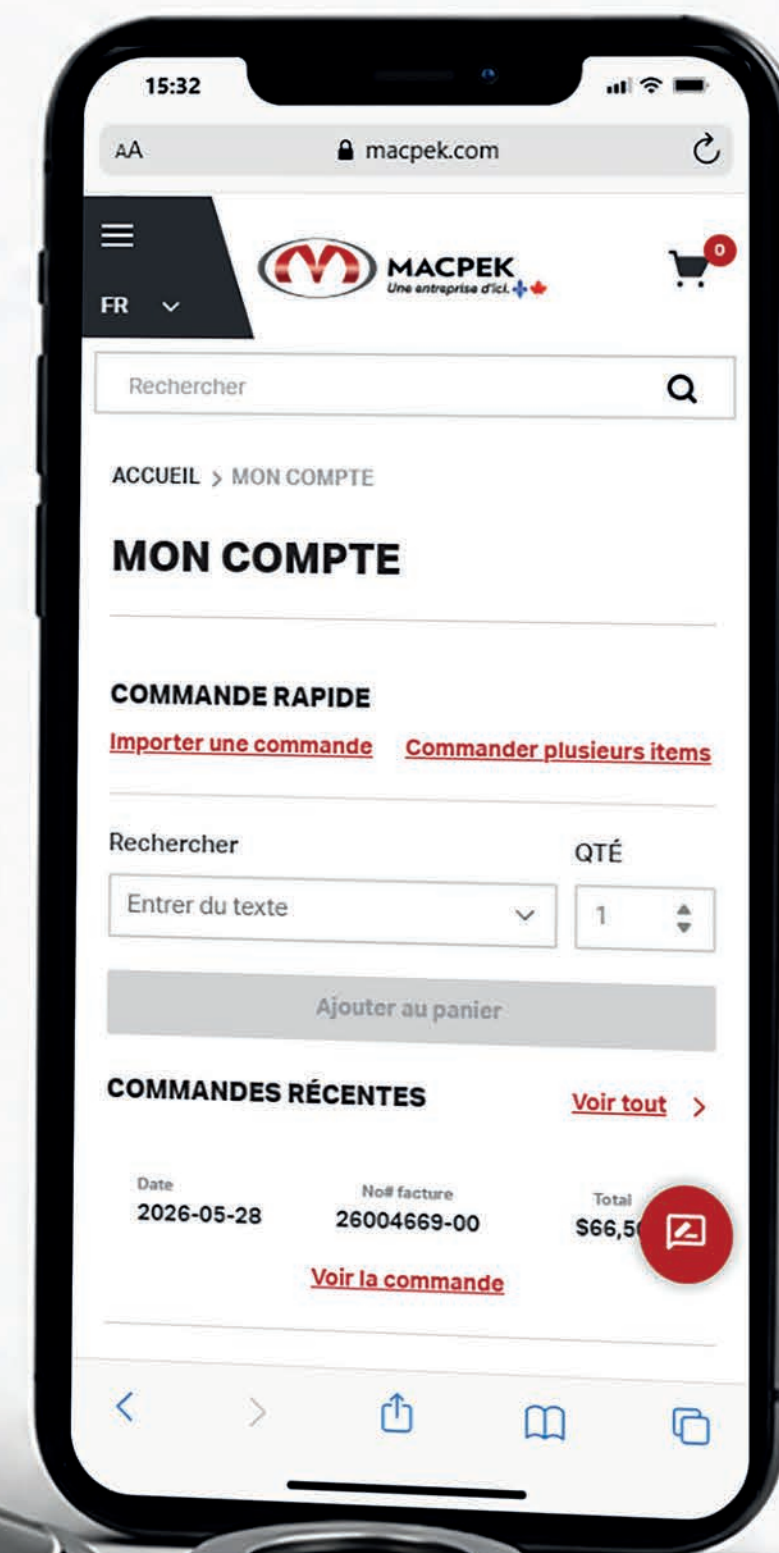 15:32
AA macpek.com
FR
MACPEK
Une entreprise d'ici.
0
Rechercher
ACCUEIL > MON COMPTE
MON COMPTE
COMMANDE RAPIDE
Importer une commande Commander plusieurs items
Rechercher QTÉ
Entrer du texte 1
Ajouter au panier
COMMANDES RÉCENTES Voir tout >
Date No# facture Total
2026-05-28 26004669-00
Voir la commande